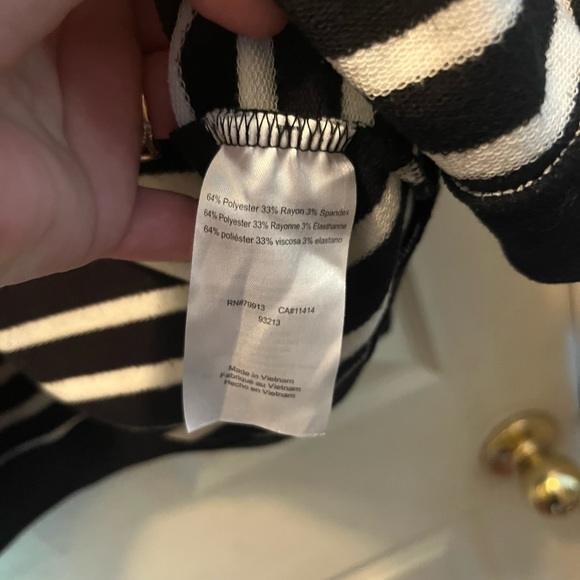 64% Polyester 33% Rayon 3% Spandex
64% Polyester 33% Rayonne 3% Elasthanne
64% poliéster 33% viscosa 3% elastano
RN#79913 CA#11414
93213
Made in Vietnam
Fabriqué au Vietnam
Hecho en Vietnam